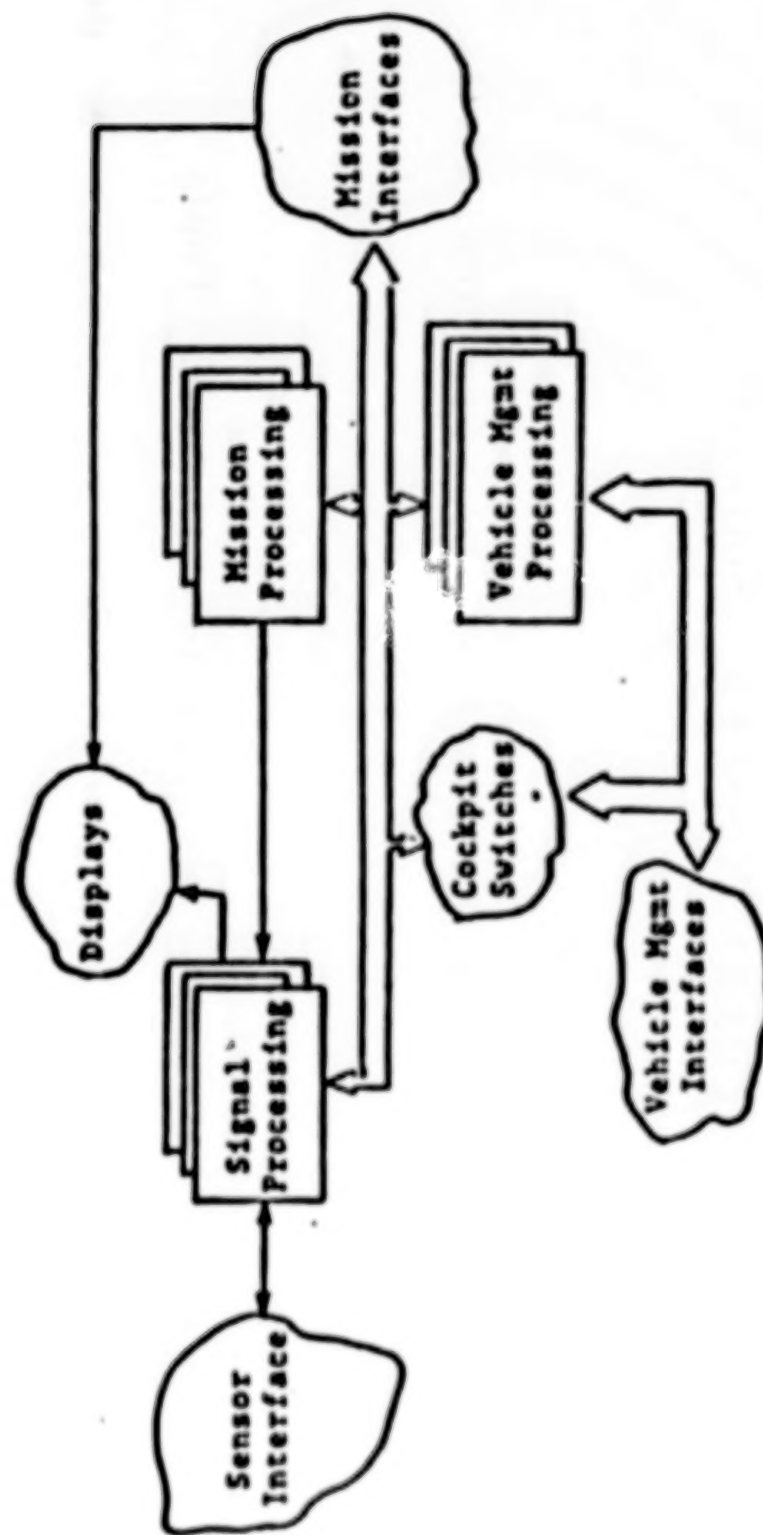 Sensor
Interface
Signal
Processing
Displays
Mission
Processing
Mission
Interfaces
Cockpit
Switches
Vehicle Mgmt
Processing
Vehicle Mgmt
Interfaces